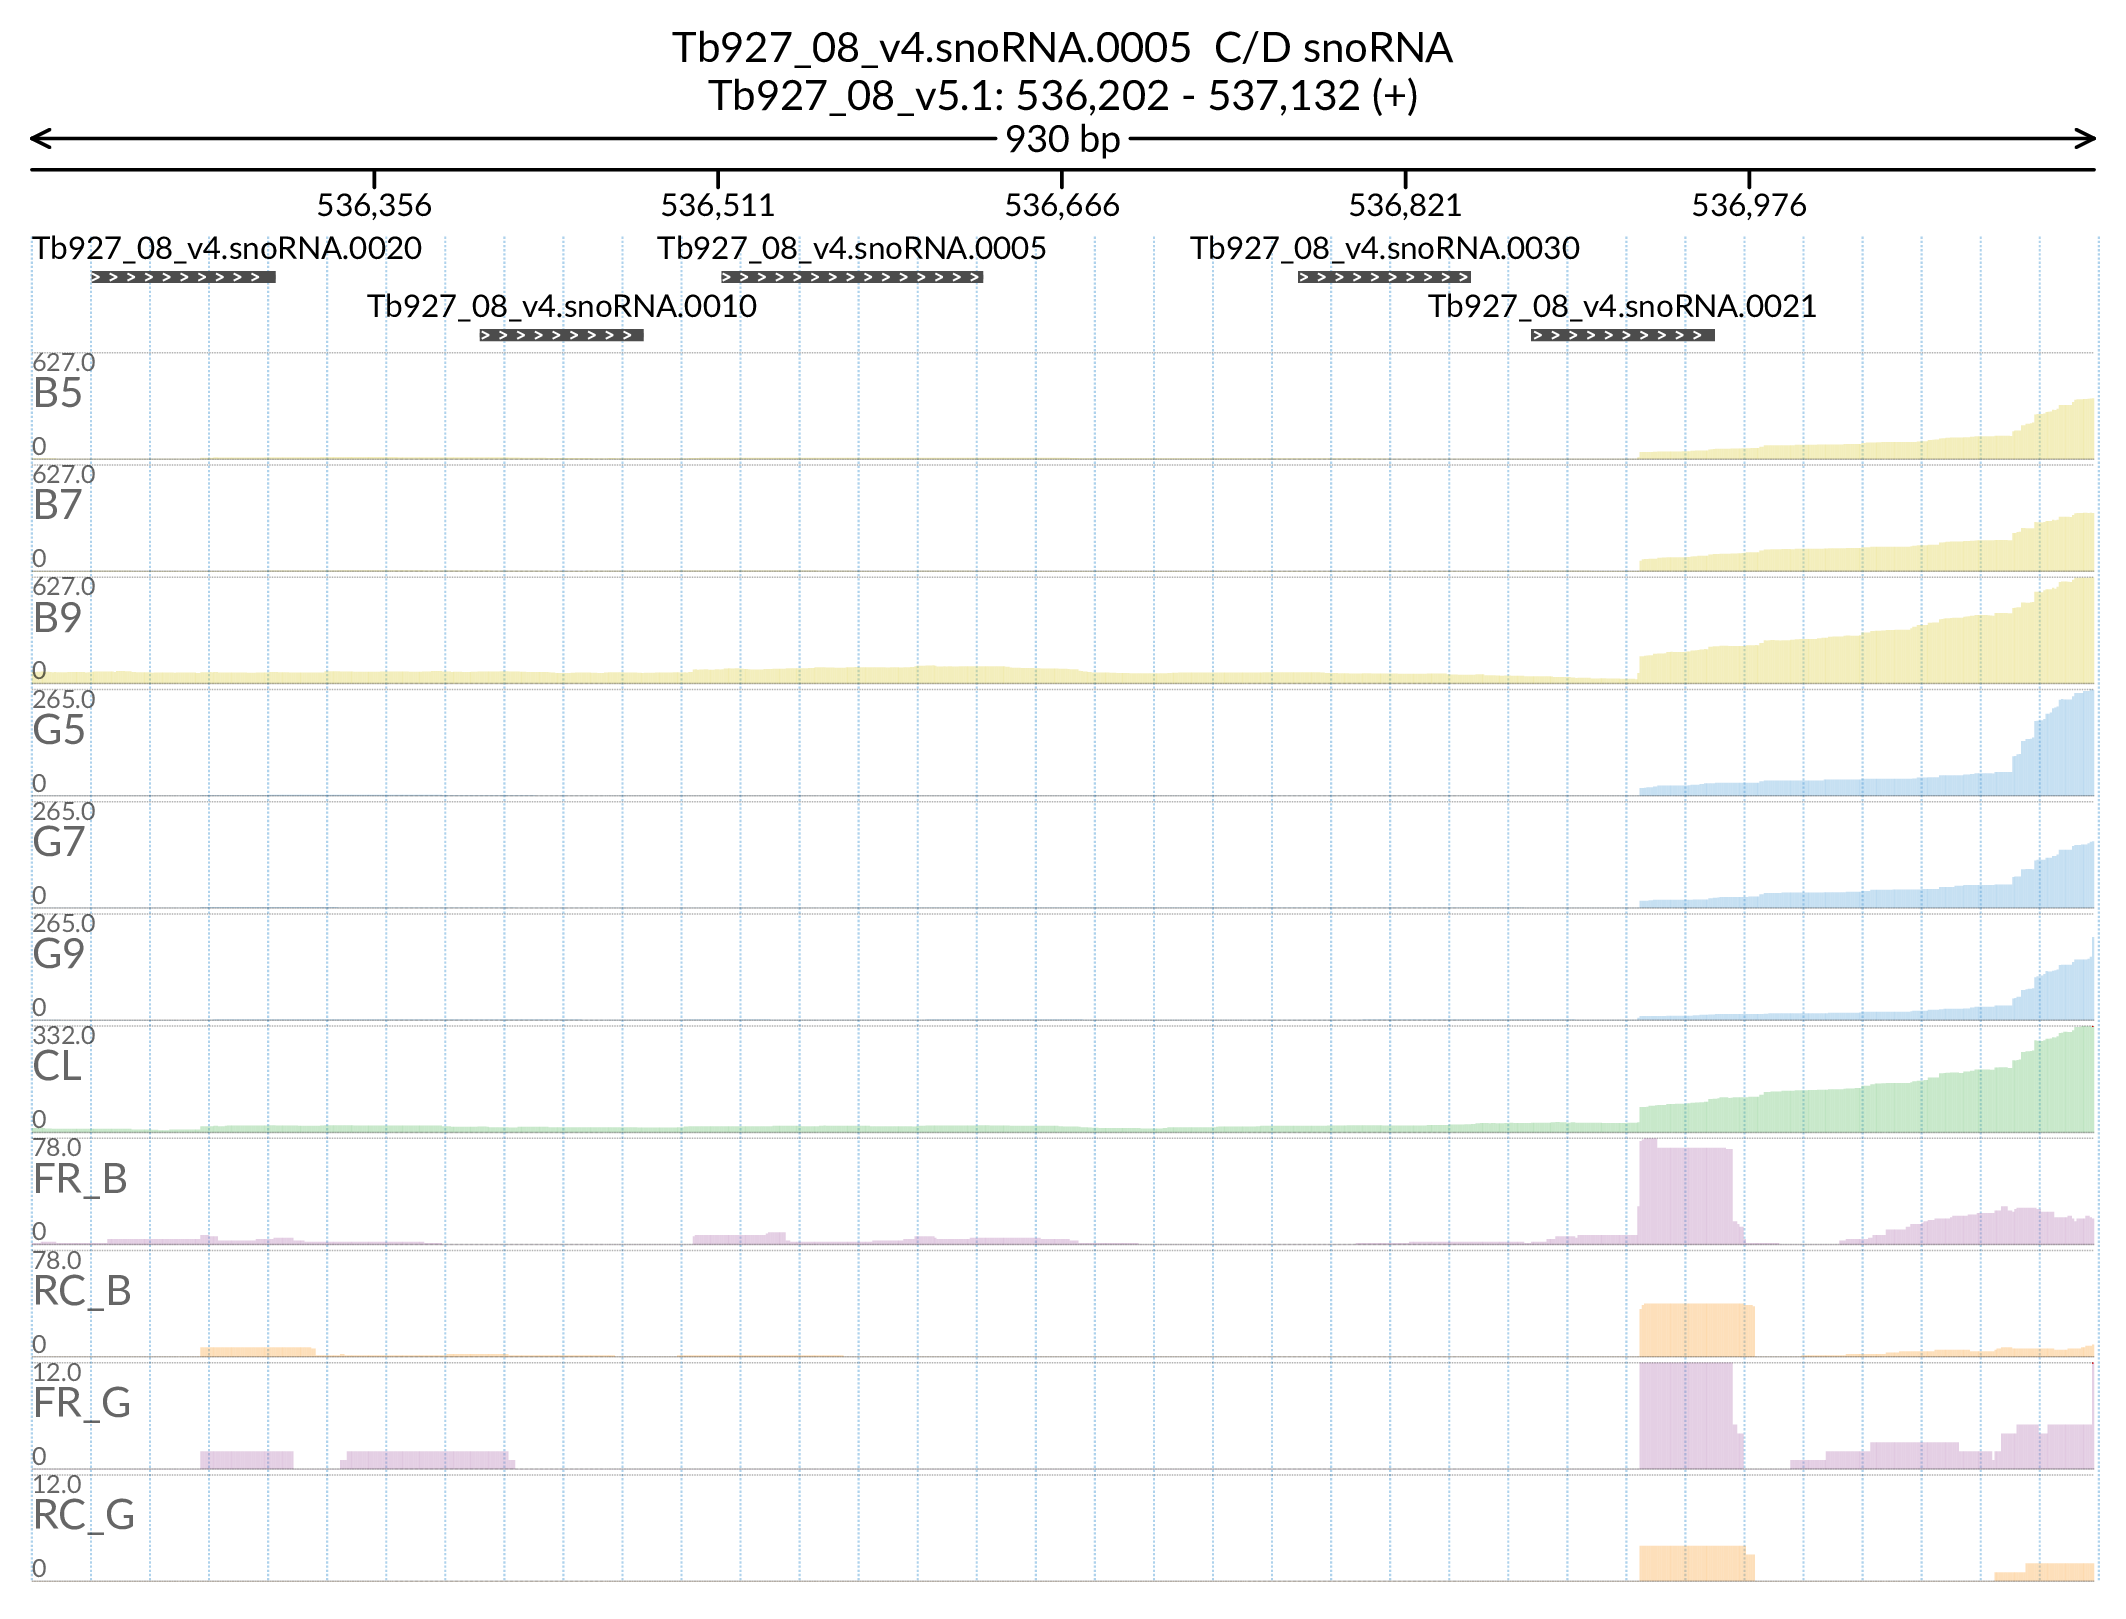 Tb927_08_v4.snoRNA.0005  C/D snoRNA
Tb927_08_v5.1: 536,202 - 537,132 (+)
930 bp
536,356 536,511 536,666 536,821 536,976
Tb927_08_v4.snoRNA.0020 Tb927_08_v4.snoRNA.0005 Tb927_08_v4.snoRNA.0030
Tb927_08_v4.snoRNA.0010 Tb927_08_v4.snoRNA.0021
627.0
B5
0
627.0
B7
0
627.0
B9
0
265.0
G5
0
265.0
G7
0
265.0
G9
0
332.0
CL
0
78.0
FR_B
0
78.0
RC_B
0
12.0
FR_G
0
12.0
RC_G
0